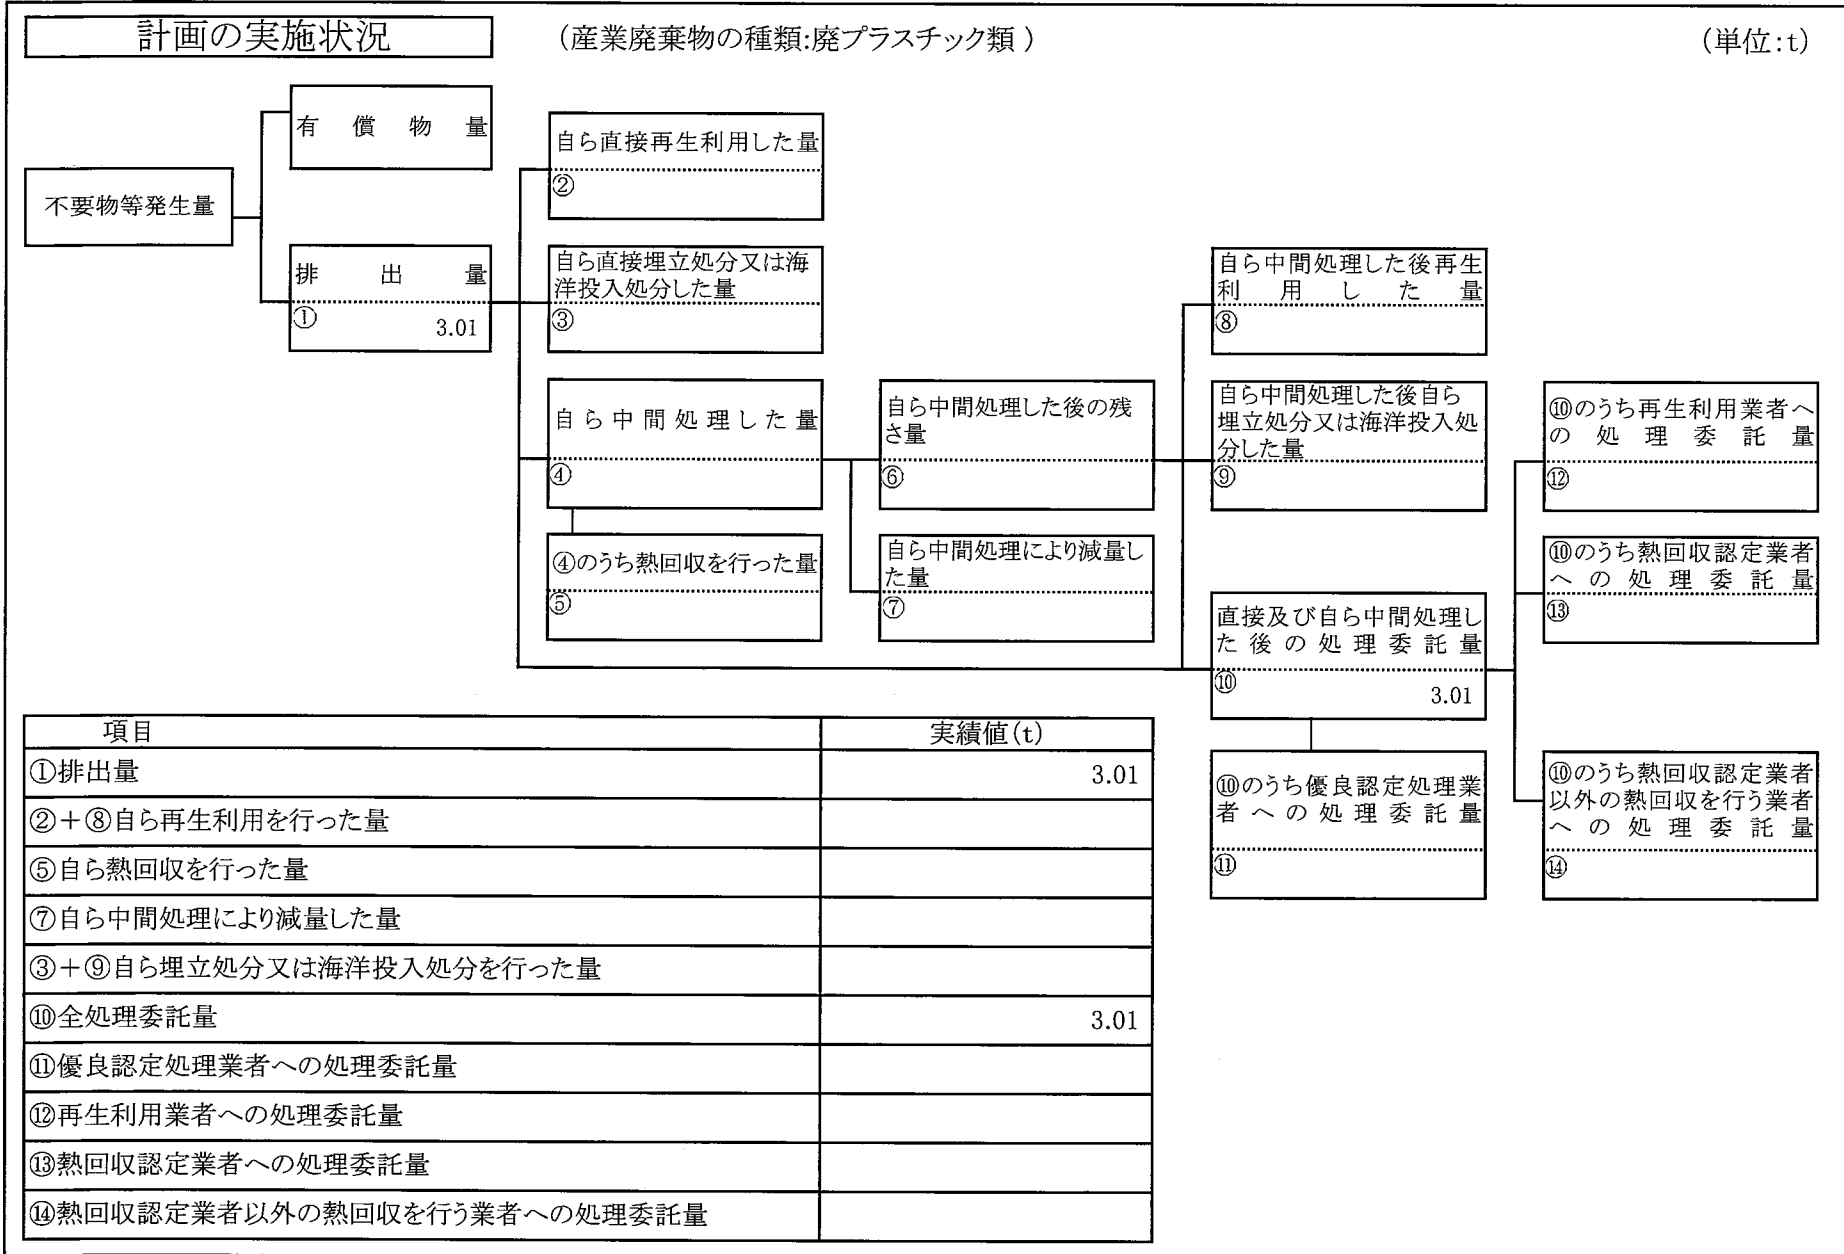 計画の実施状況
（産業廃棄物の種類:廃プラスチック類 ）
（単位:t）
有償物量
不要物等発生量
排出量
①
3.01
自ら直接再生利用した量
②
自ら直接埋立処分又は海
洋投入処分した量
③
自ら中間処理した量
④
④のうち熱回収を行った量
⑤
自ら中間処理した後の残
さ量
⑥
自ら中間処理により減量し
た量
⑦
自ら中間処理した後再生
利用した量
⑧
自ら中間処理した後自ら
埋立処分又は海洋投入処
分した量
⑨
直接及び自ら中間処理し
た後の処理委託量
⑩
3.01
⑩のうち優良認定処理業
者への処理委託量
⑪
⑩のうち再生利用業者へ
の処理委託量
⑫
⑩のうち熱回収認定業者
への処理委託量
⑬
⑩のうち熱回収認定業者
以外の熱回収を行う業者
への処理委託量
⑭
項目 実績値(t)
①排出量 3.01
②＋⑧自ら再生利用を行った量
⑤自ら熱回収を行った量
⑦自ら中間処理により減量した量
③＋⑨自ら埋立処分又は海洋投入処分を行った量
⑩全処理委託量 3.01
⑪優良認定処理業者への処理委託量
⑫再生利用業者への処理委託量
⑬熱回収認定業者への処理委託量
⑭熱回収認定業者以外の熱回収を行う業者への処理委託量